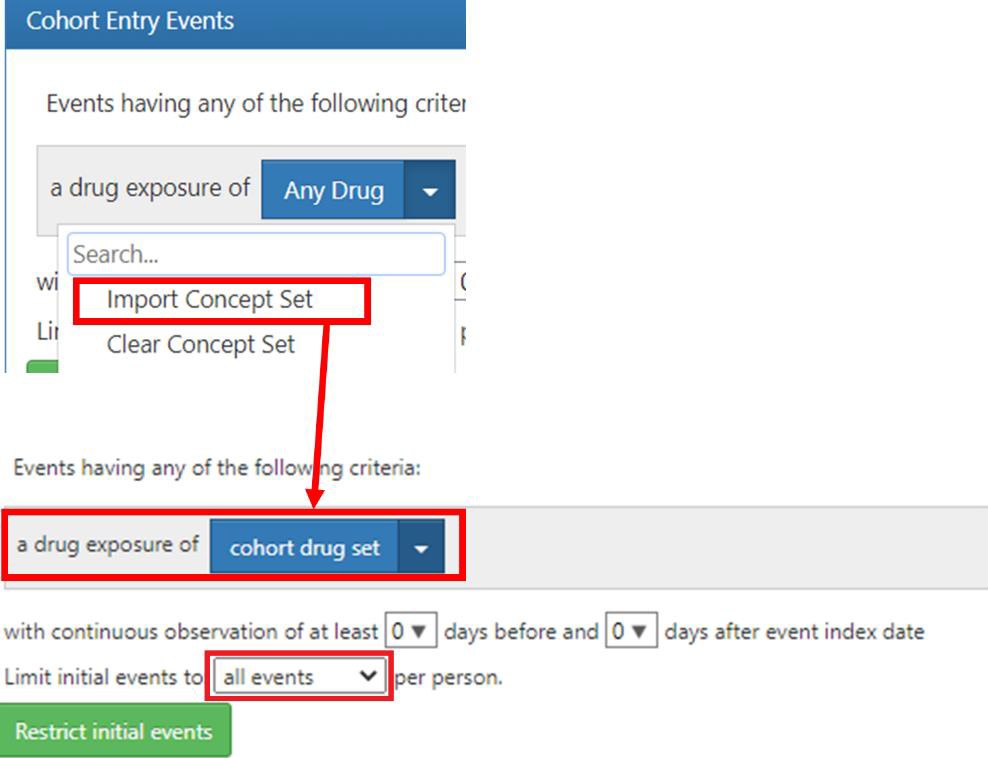 Cohort Entry Events
Events having any of the following criter
a drug exposure of Any Drug
Search...
wi
Import Concept Set
Clear Concept Set
Events having any of the following criteria:
a drug exposure of cohort drug set
with continuous observation of at least 0 days before and 0 days after event index date
Limit initial events to all events per person.
Restrict initial events